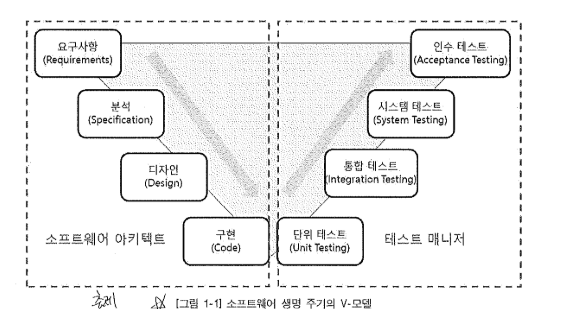 요구사항
(Requirements)
인수 테스트
(Acceptance Testing)
분석
(Specification)
시스템 테스트
(System Testing)
디자인
(Design)
통합 테스트
(Integration Testing)
구현
(Code)
단위 테스트
(Unit Testing)
소프트웨어 아키텍트
테스트 매니저
[그림 1-1] 소프트웨어 생명 주기의 V-모델